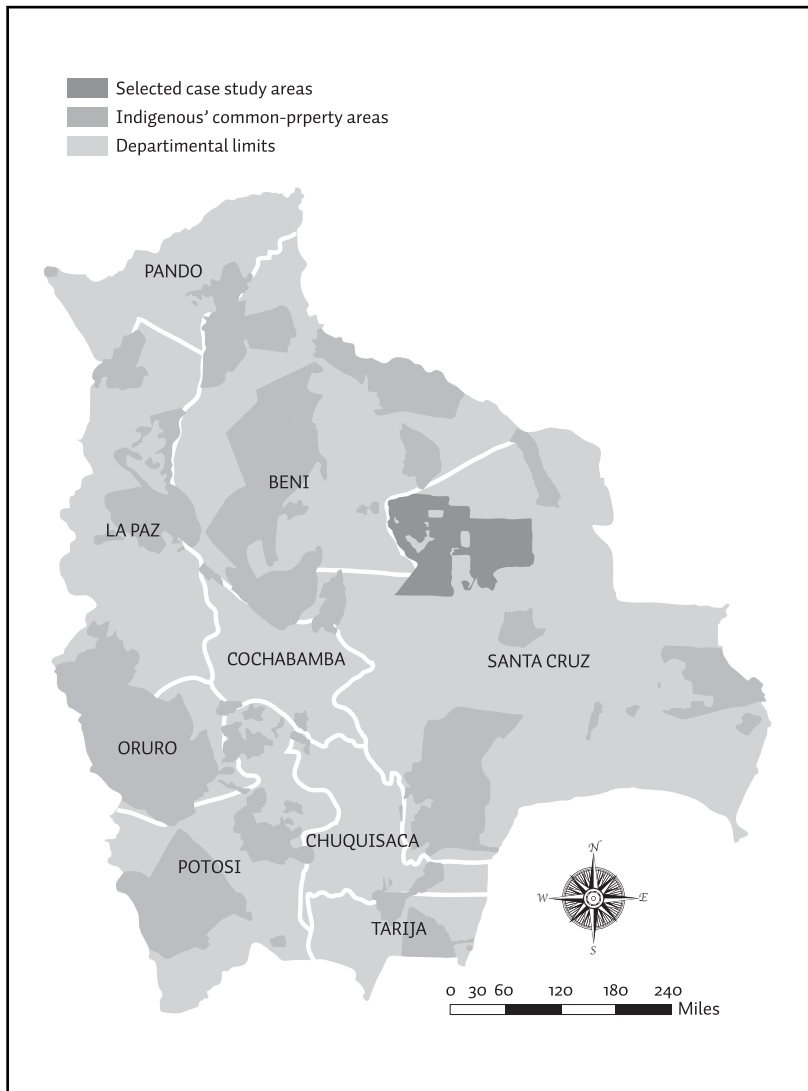 Selected case study areas
Indigenous' common-prperty areas
Departimental limits
PANDO
BENI
LA PAZ
COCHABAMBA
SANTA CRUZ
ORURO
CHUQUISACA
POTOSI
TARIJA
N
W E
S
0 30 60 120 180 240
Miles